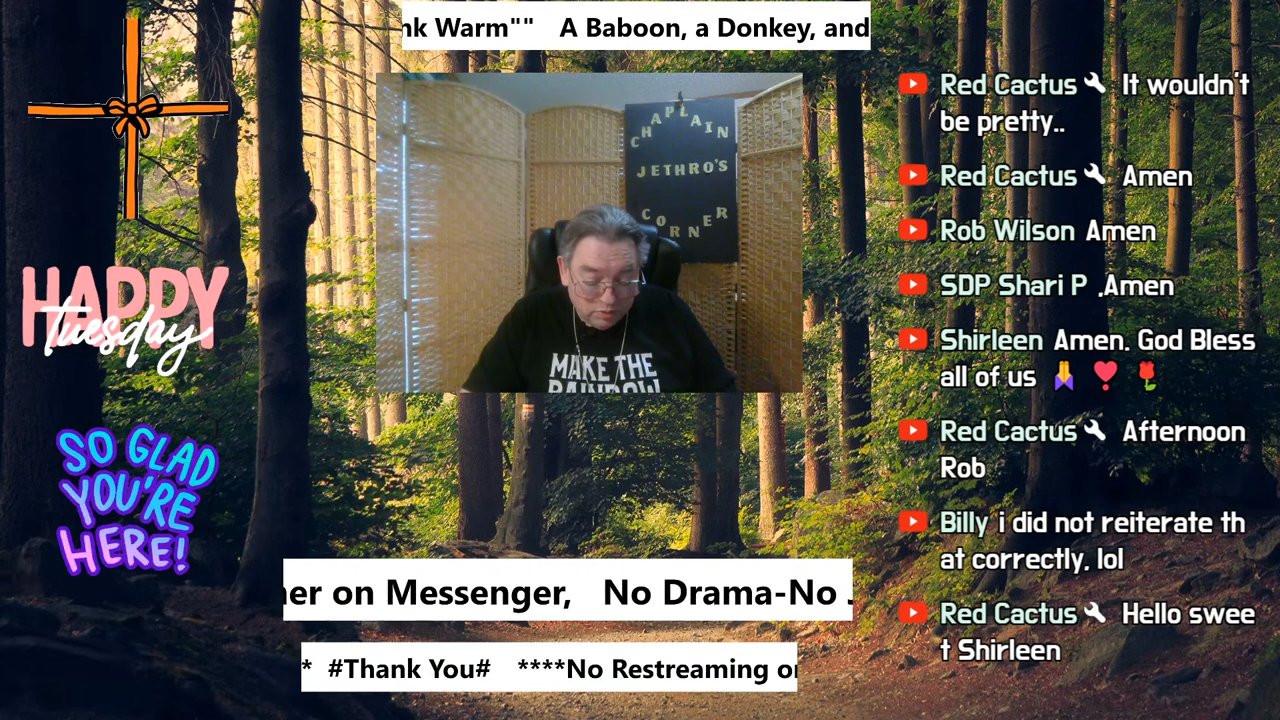 nk Warm"" A Baboon, a Donkey, and
CHAPLAIN
JETHRO'S
CORNER
MAKE THE
RAINBOW
HAPPY
Tuesday
SO GLAD
YOU'RE
HERE!
er on Messenger, No Drama-No
* #Thank You# ****No Restreaming or
Red Cactus It wouldn't
be pretty..
Red Cactus Amen
Rob Wilson Amen
SDP Shari P ,Amen
Shirleen Amen. God Bless
all of us 🙏 ❣ 🌹
Red Cactus Afternoon
Rob
Billy i did not reiterate th
at correctly, lol
Red Cactus Hello swee
t Shirleen